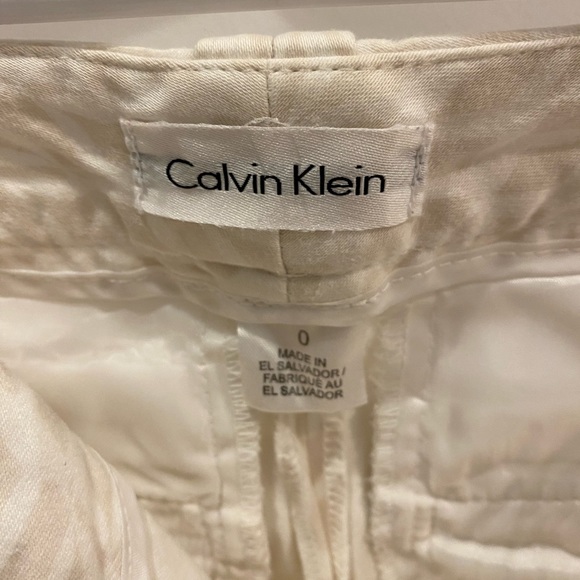 Calvin Klein
0
MADE IN
EL SALVADOR /
FABRIQUE AU
EL SALVADOR